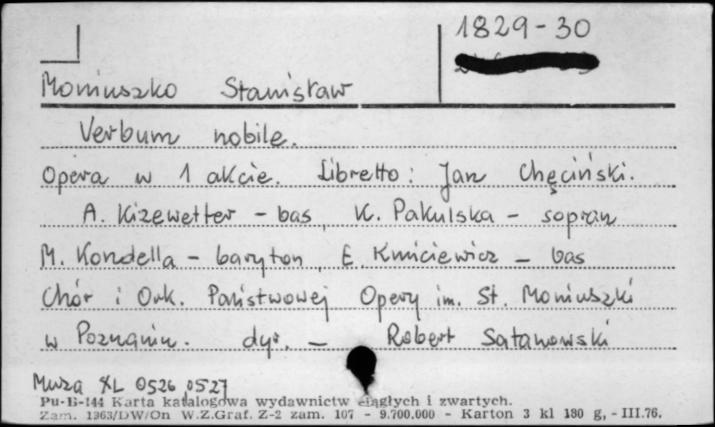 1829-30
Moniuszko Stanisław
Verbum nobile.
Opera w 1 akcie. Libretto: Jan Chęciński.
A. Kizewetter – bas, K. Pakulska – sopran
M. Kondella – baryton, E. Kmiciewicz – bas
Chór i Ork. Państwowej Opery im. St. Moniuszki
w Poznaniu. dyr. – Robert Satanowski
Muza XL 0526, 0527
Pu-B-144 Karta katalogowa wydawnictw ciągłych i zwartych.
Zam. 1363/DW/On W.Z.Graf. Z-2 zam. 107 - 9.700.000 - Karton 3 kl 180 g, - III.76.